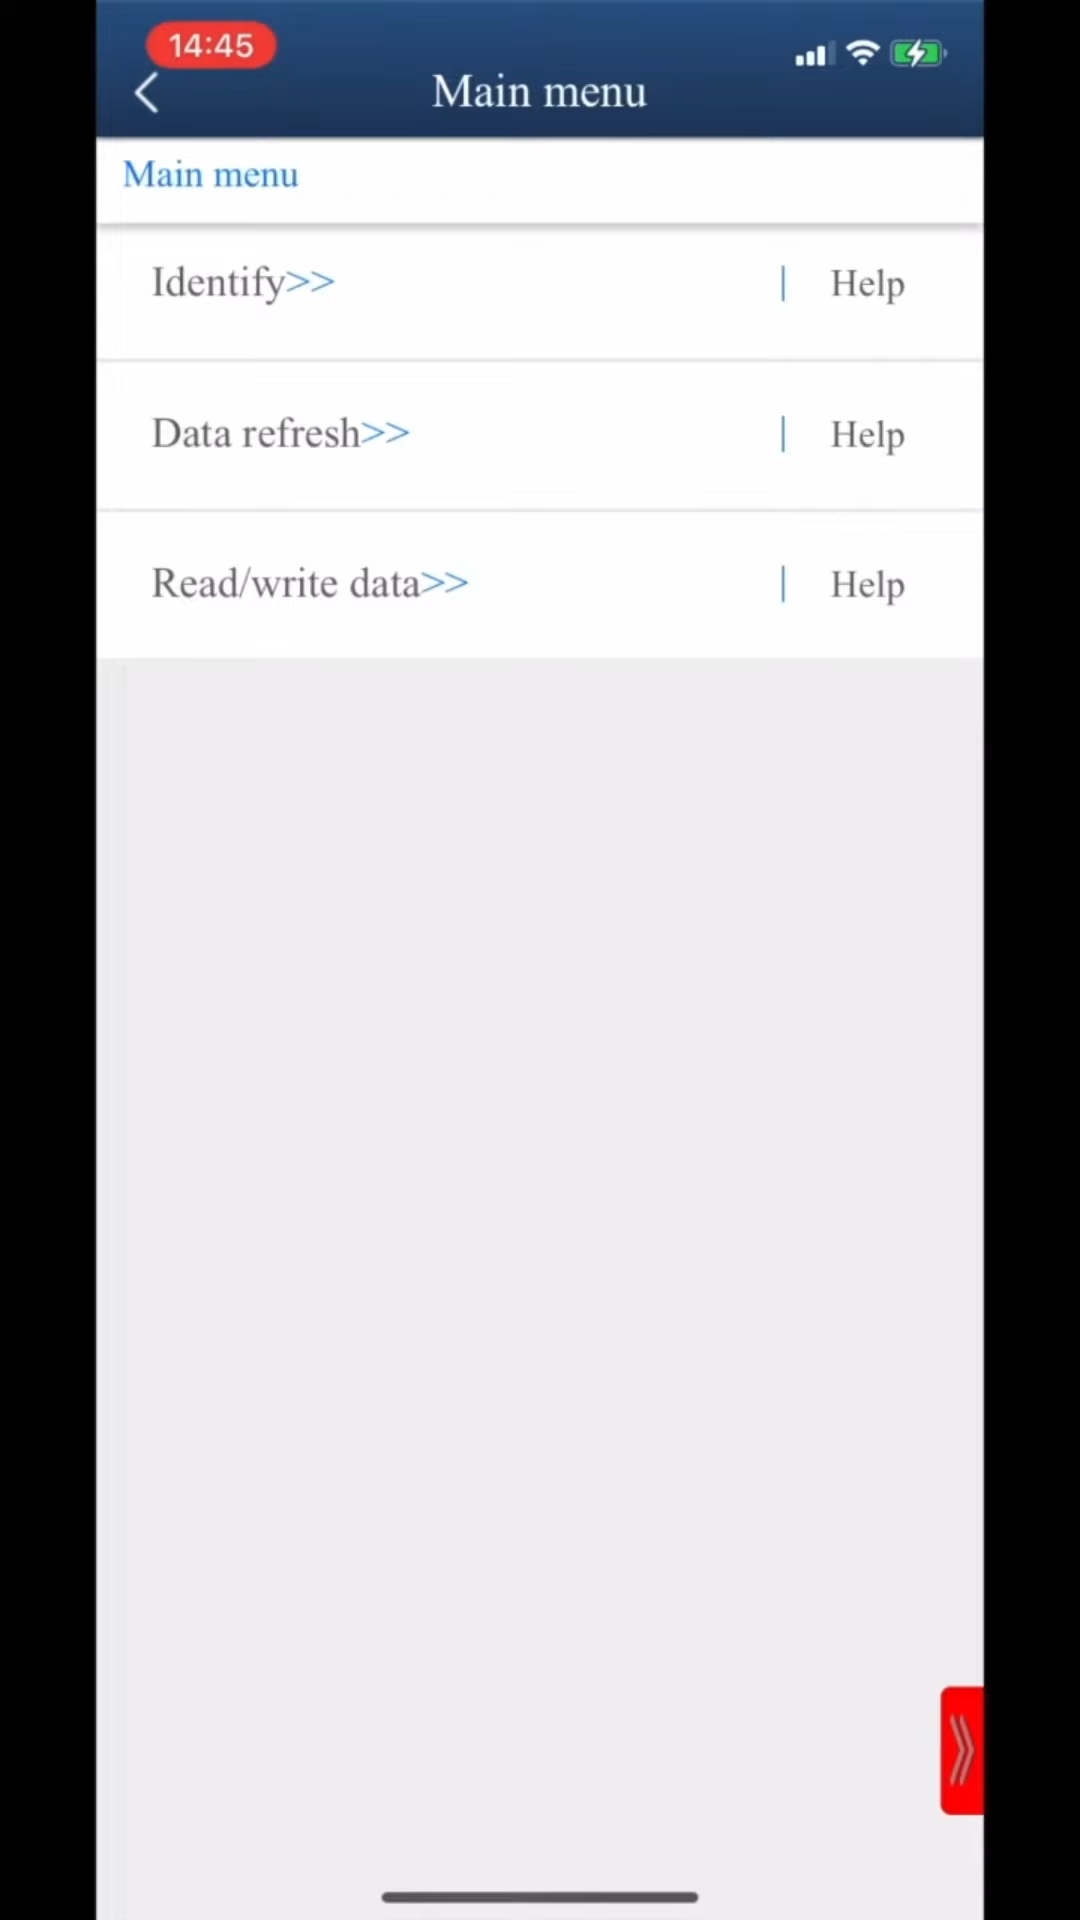 14:45
Main menu
Main menu
Identify>> | Help
Data refresh>> | Help
Read/write data>> | Help